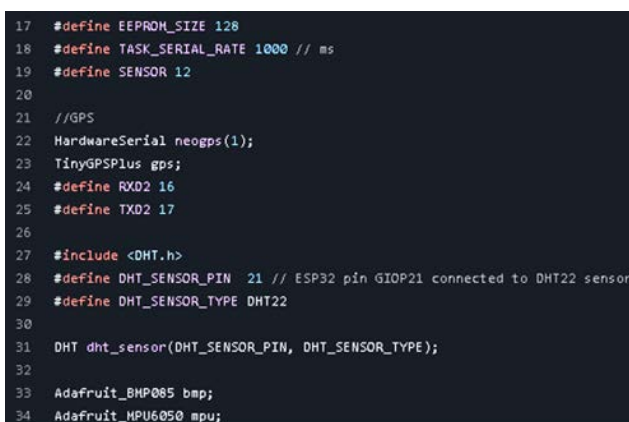 17 #define EEPROM_SIZE 128
18 #define TASK_SERIAL_RATE 1000 // ms
19 #define SENSOR 12
20
21 //GPS
22 HardwareSerial neogps(1);
23 TinyGPSPlus gps;
24 #define RXD2 16
25 #define TXD2 17
26
27 #include <DHT.h>
28 #define DHT_SENSOR_PIN  21 // ESP32 pin GIOP21 connected to DHT22 sensor
29 #define DHT_SENSOR_TYPE DHT22
30
31 DHT dht_sensor(DHT_SENSOR_PIN, DHT_SENSOR_TYPE);
32
33 Adafruit_BMP085 bmp;
34 Adafruit_MPU6050 mpu;